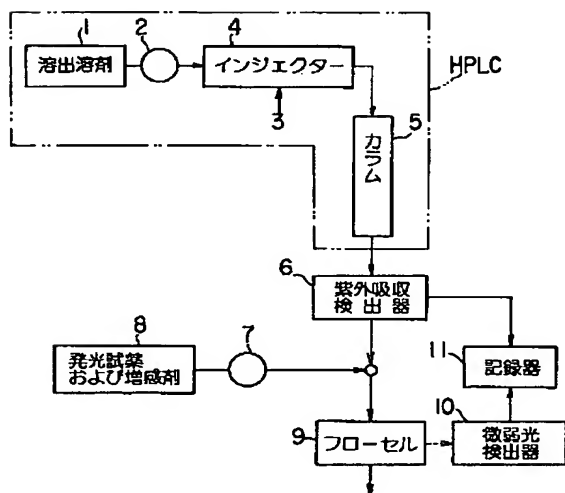 1
2
4
溶出溶剤
インジェクター
HPLC
3
5
カラム
6
紫外吸収
検出器
8
7
発光試薬
および増感剤
11
記録器
10
9
フローセル
微弱光
検出器